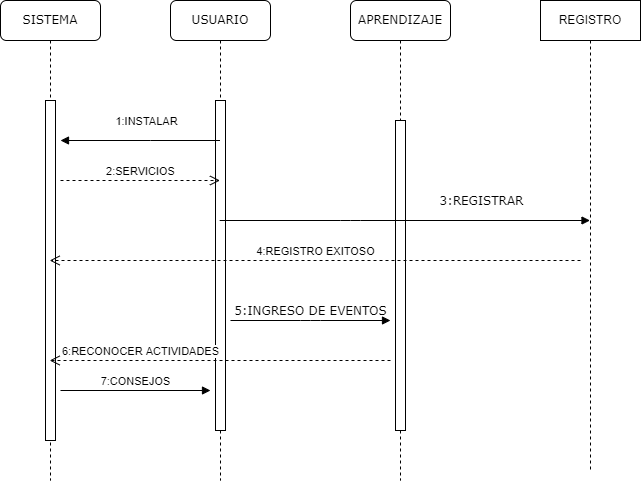 SISTEMA
USUARIO
APRENDIZAJE
REGISTRO
1:INSTALAR
2:SERVICIOS
3:REGISTRAR
4:REGISTRO EXITOSO
5:INGRESO DE EVENTOS
6:RECONOCER ACTIVIDADES
7:CONSEJOS